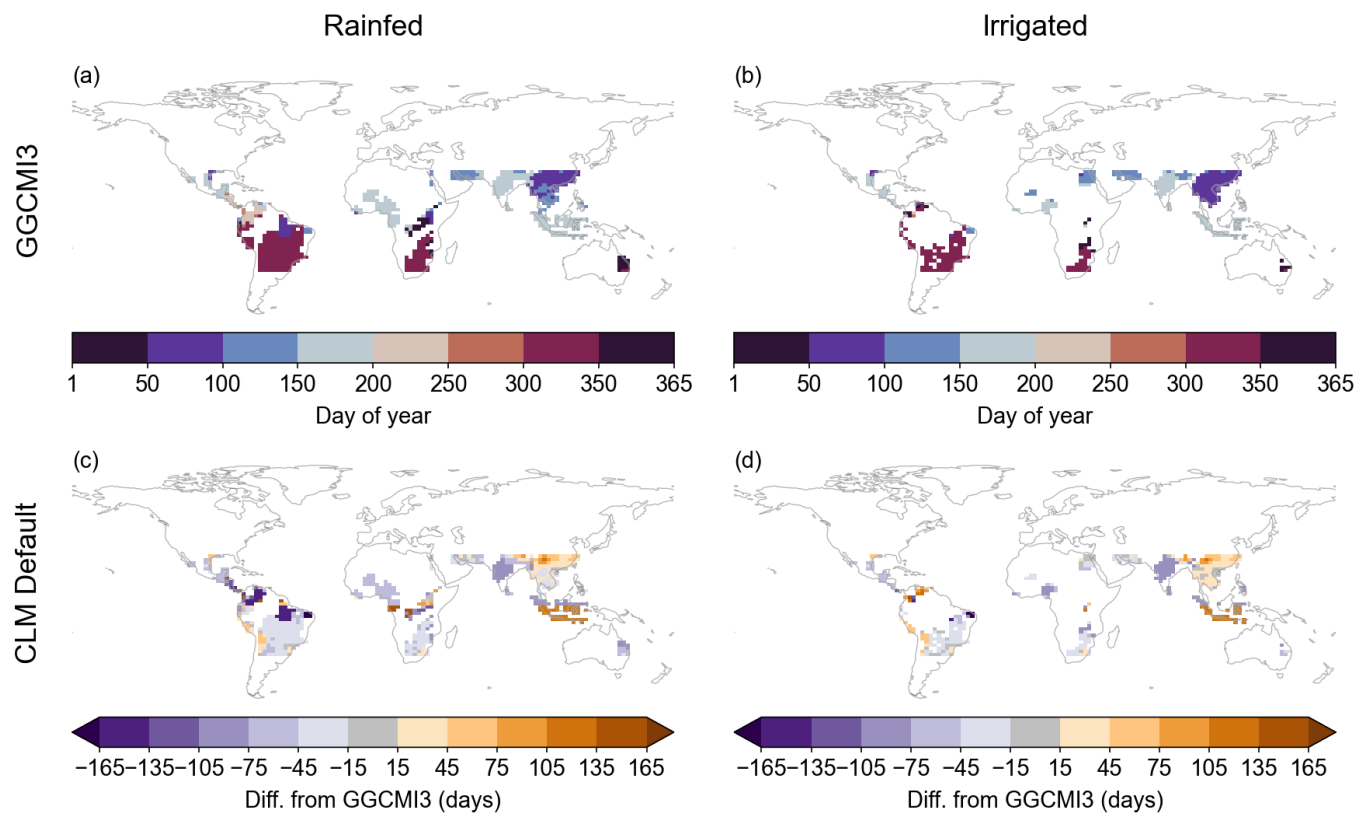 Rainfed
Irrigated
GGCMI3
(a)
(b)
1 50 100 150 200 250 300 350 365
1 50 100 150 200 250 300 350 365
Day of year
Day of year
CLM Default
(c)
(d)
−165 −135 −105 −75 −45 −15 15 45 75 105 135 165
−165 −135 −105 −75 −45 −15 15 45 75 105 135 165
Diff. from GGCMI3 (days)
Diff. from GGCMI3 (days)